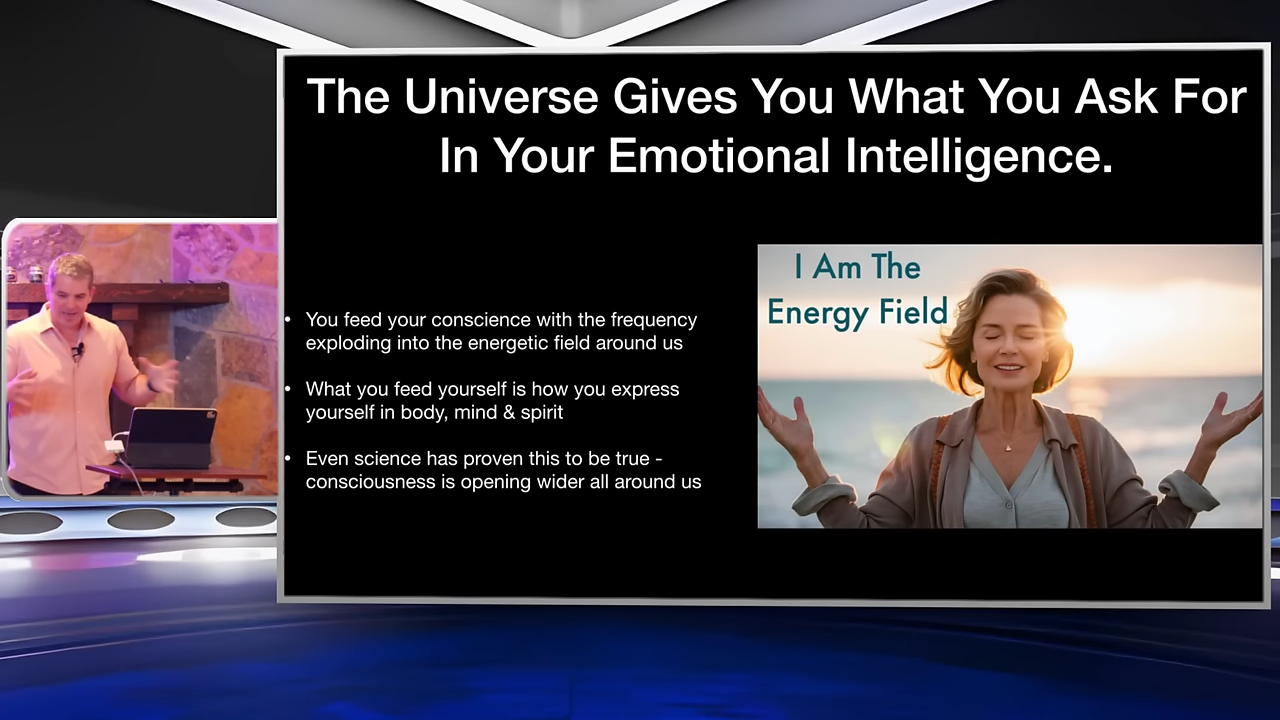 The Universe Gives You What You Ask For
In Your Emotional Intelligence.
I Am The
Energy Field
• You feed your conscience with the frequency
exploding into the energetic field around us
• What you feed yourself is how you express
yourself in body, mind & spirit
• Even science has proven this to be true -
consciousness is opening wider all around us